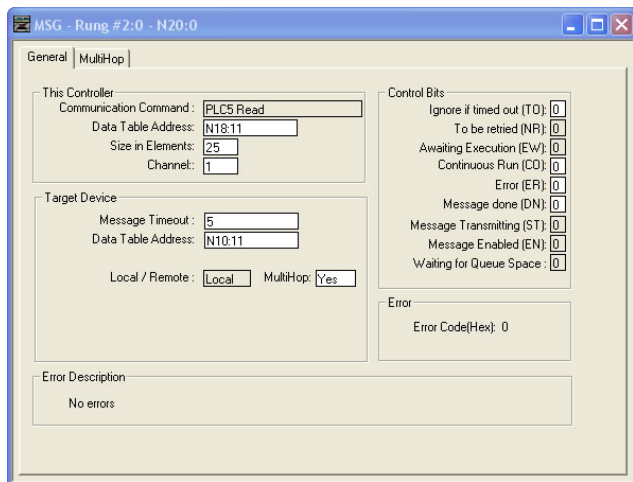 MSG - Rung #2:0 - N20:0
General MultiHop
This Controller
Communication Command : PLC5 Read
Data Table Address: N18:11
Size in Elements: 25
Channel: 1
Target Device
Message Timeout : 5
Data Table Address: N10:11
Local / Remote : Local MultiHop: Yes
Control Bits
Ignore if timed out (TO): 0
To be retried (NR): 0
Awaiting Execution (EW): 0
Continuous Run (CO): 0
Error (ER): 0
Message done (DN): 0
Message Transmitting (ST): 0
Message Enabled (EN): 0
Waiting for Queue Space : 0
Error
Error Code(Hex): 0
Error Description
No errors